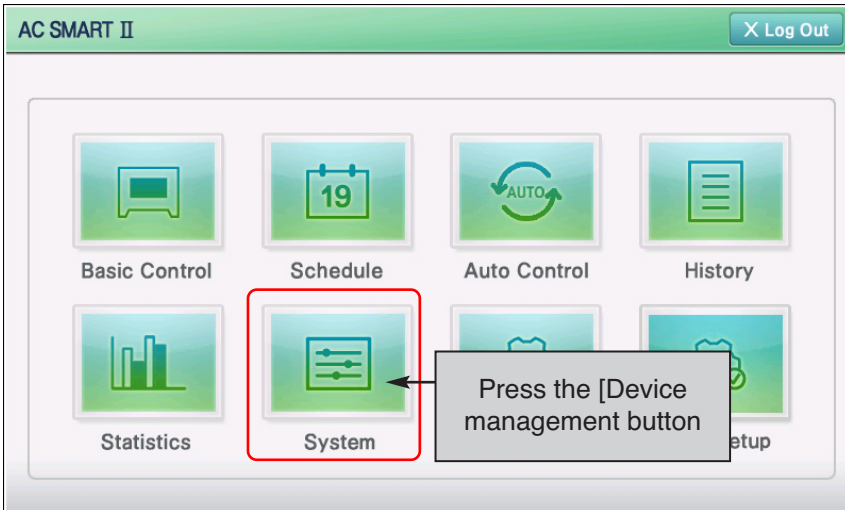 AC SMART II
X Log Out
19
AUTO
Basic Control
Schedule
Auto Control
History
Press the [Device
management button
Statistics
System
etup